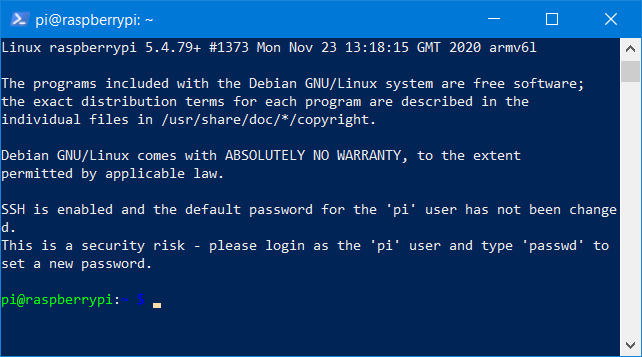 pi@raspberrypi: ~
Linux raspberrypi 5.4.79+ #1373 Mon Nov 23 13:18:15 GMT 2020 armv6l
The programs included with the Debian GNU/Linux system are free software;
the exact distribution terms for each program are described in the
individual files in /usr/share/doc/*/copyright.
Debian GNU/Linux comes with ABSOLUTELY NO WARRANTY, to the extent
permitted by applicable law.
SSH is enabled and the default password for the 'pi' user has not been change
d.
This is a security risk - please login as the 'pi' user and type 'passwd' to
set a new password.
pi@raspberrypi:~ $